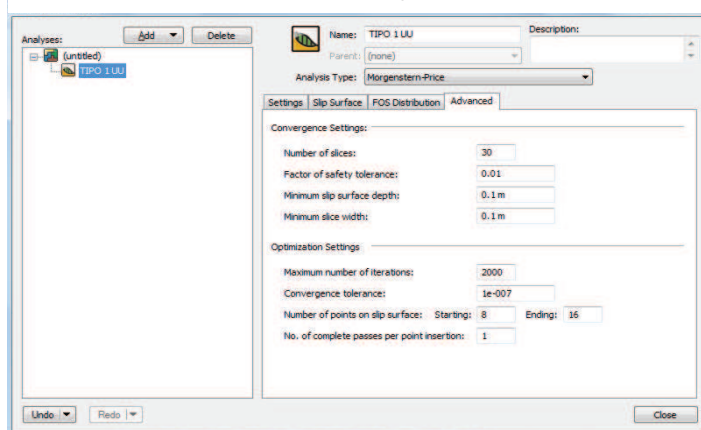 Analyses:
Add
Delete
(untitled)
TIPO 1 UU
Name: TIPO 1 UU
Description:
Parent: (none)
Analysis Type: Morgenstern-Price
Settings Slip Surface FOS Distribution Advanced
Convergence Settings:
Number of slices: 30
Factor of safety tolerance: 0.01
Minimum slip surface depth: 0.1 m
Minimum slice width: 0.1 m
Optimization Settings
Maximum number of iterations: 2000
Convergence tolerance: 1e-007
Number of points on slip surface: Starting: 8 Ending: 16
No. of complete passes per point insertion: 1
Undo
Redo
Close